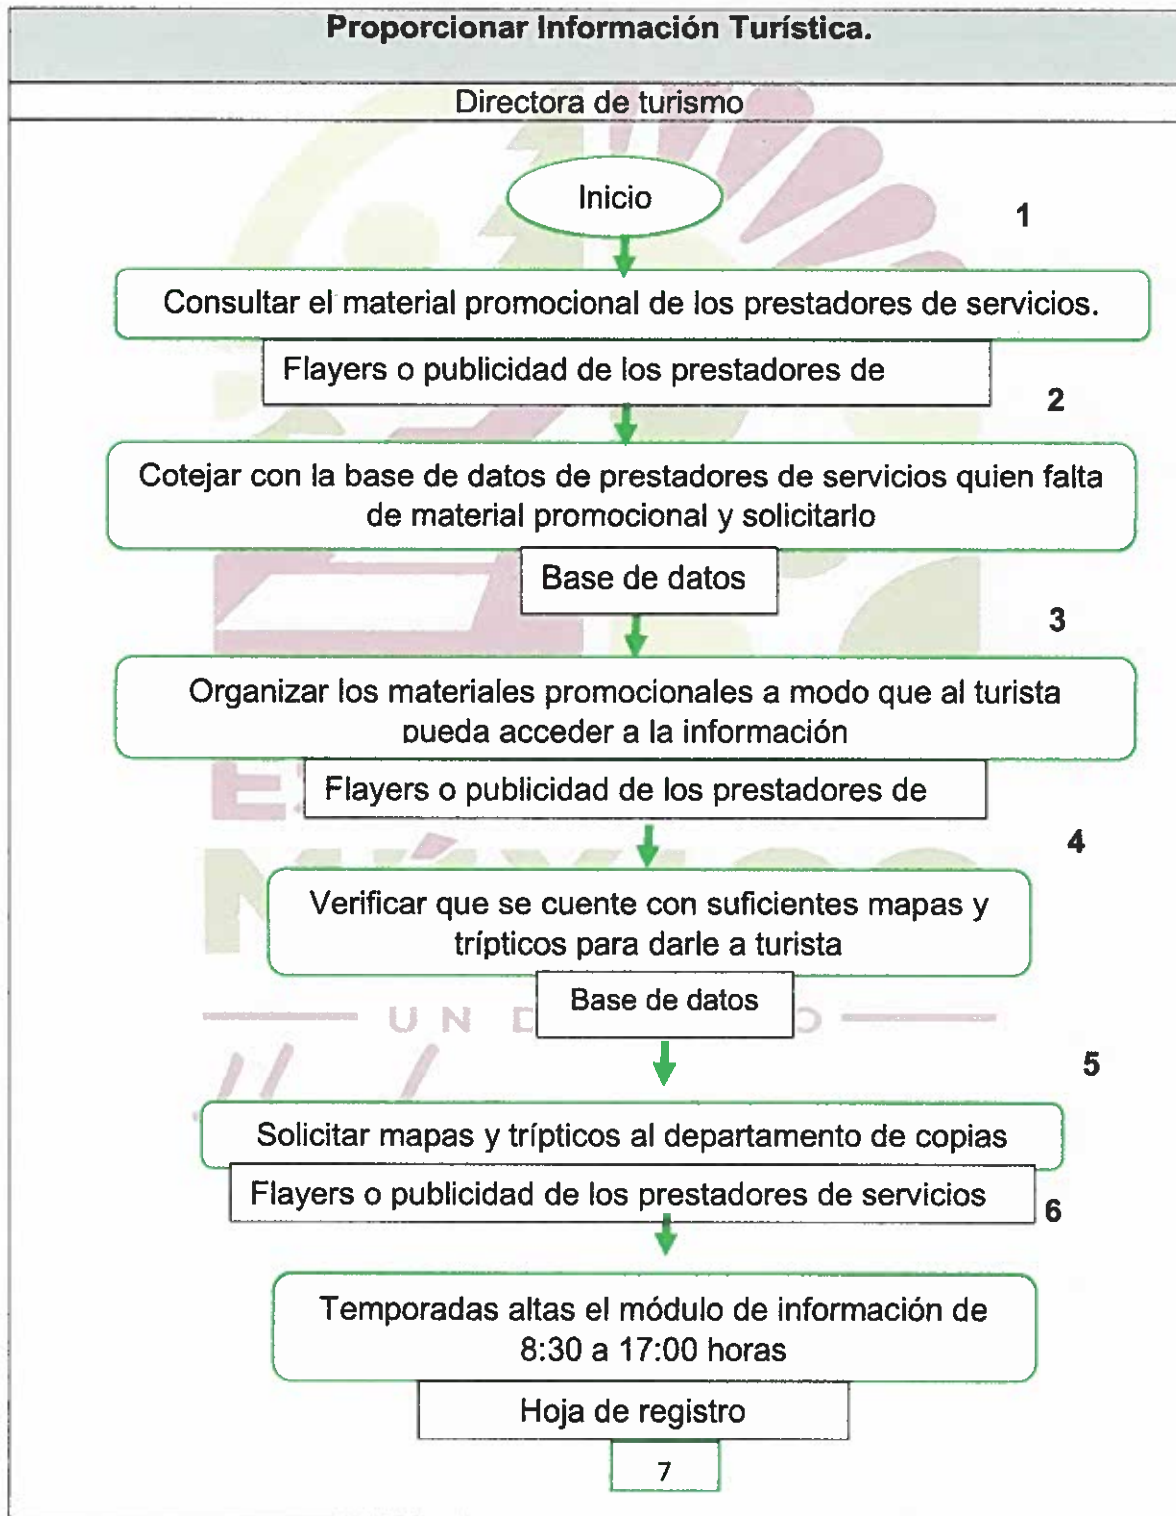 Proporcionar Información Turística.
Directora de turismo
Inicio
1
Consultar el material promocional de los prestadores de servicios.
Flayers o publicidad de los prestadores de
2
Cotejar con la base de datos de prestadores de servicios quien falta
de material promocional y solicitarlo
Base de datos
3
Organizar los materiales promocionales a modo que al turista
pueda acceder a la información
Flayers o publicidad de los prestadores de
4
Verificar que se cuente con suficientes mapas y
trípticos para darle a turista
Base de datos
5
Solicitar mapas y trípticos al departamento de copias
Flayers o publicidad de los prestadores de servicios
6
Temporadas altas el módulo de información de
8:30 a 17:00 horas
Hoja de registro
7